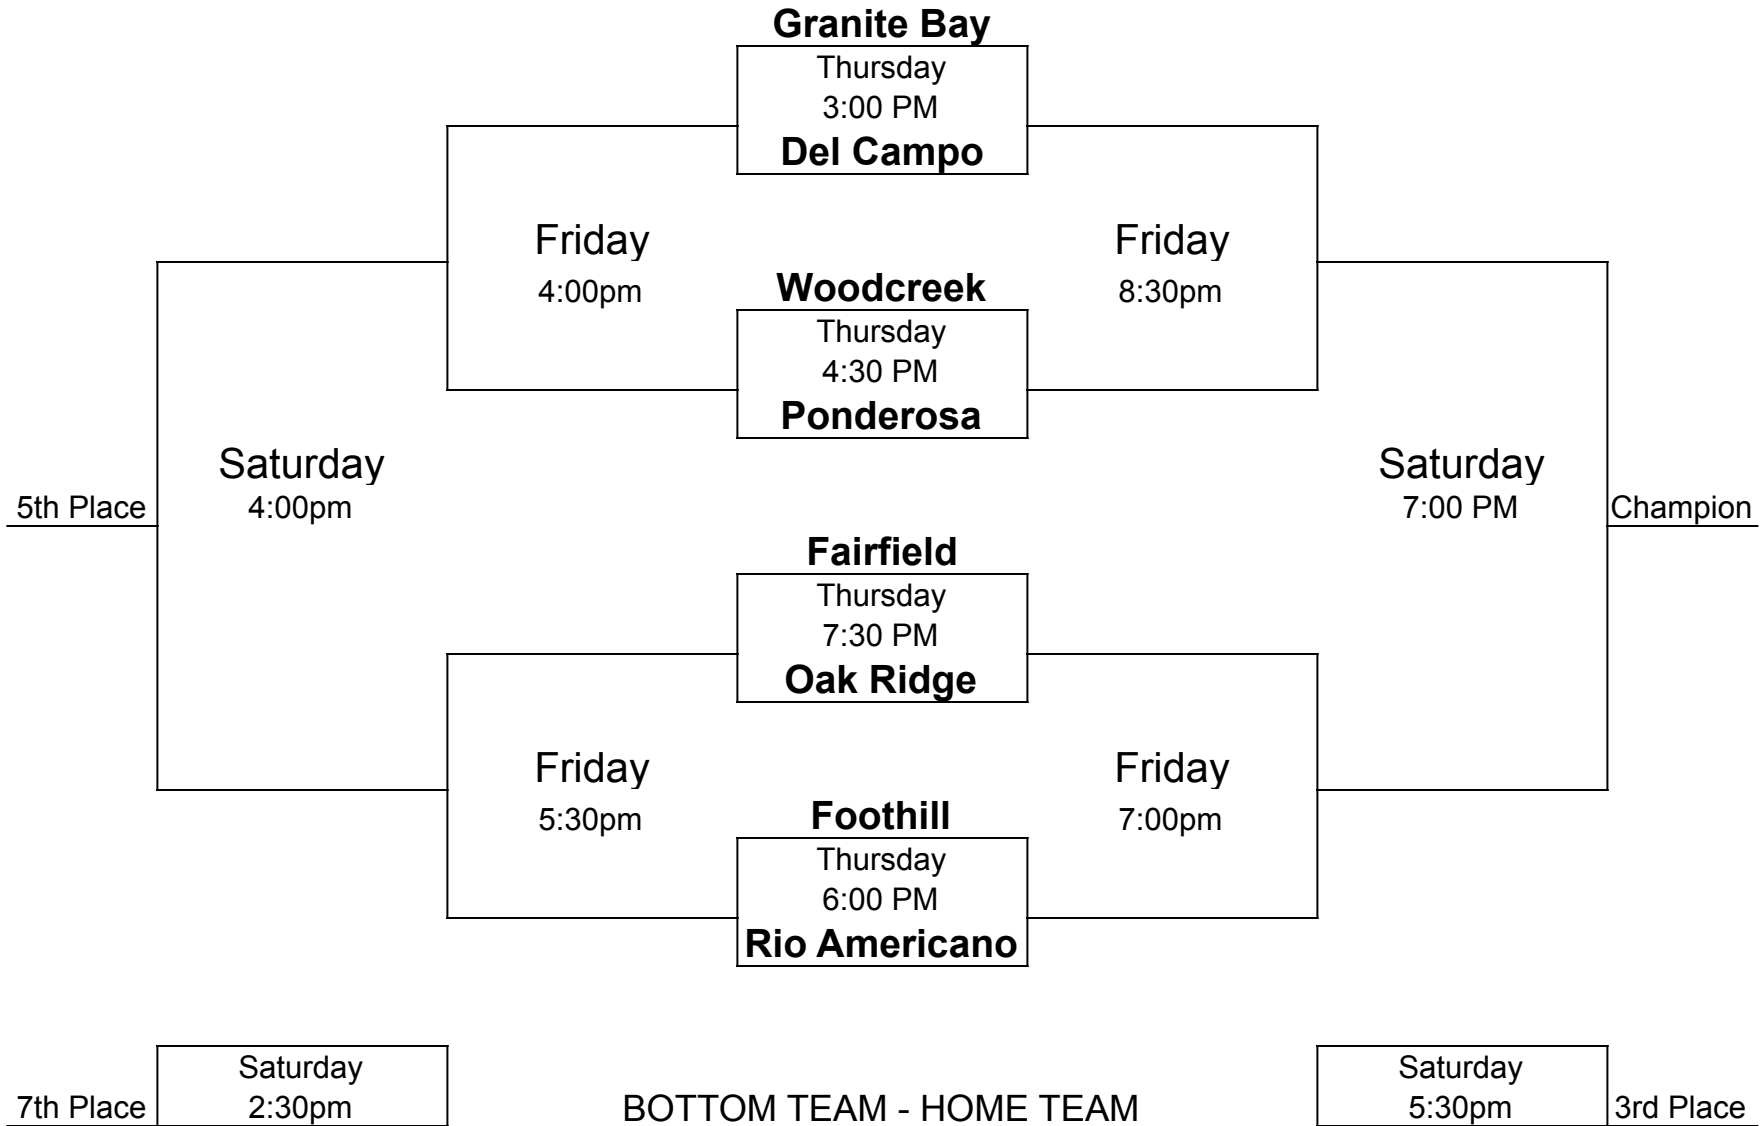 Granite Bay
Thursday
3:00 PM
Del Campo
Friday
4:00pm
Friday
8:30pm
Woodcreek
Thursday
4:30 PM
Ponderosa
Saturday
4:00pm
5th Place
Saturday
7:00 PM
Champion
Fairfield
Thursday
7:30 PM
Oak Ridge
Friday
5:30pm
Friday
7:00pm
Foothill
Thursday
6:00 PM
Rio Americano
Saturday
2:30pm
7th Place
BOTTOM TEAM - HOME TEAM
Saturday
5:30pm
3rd Place